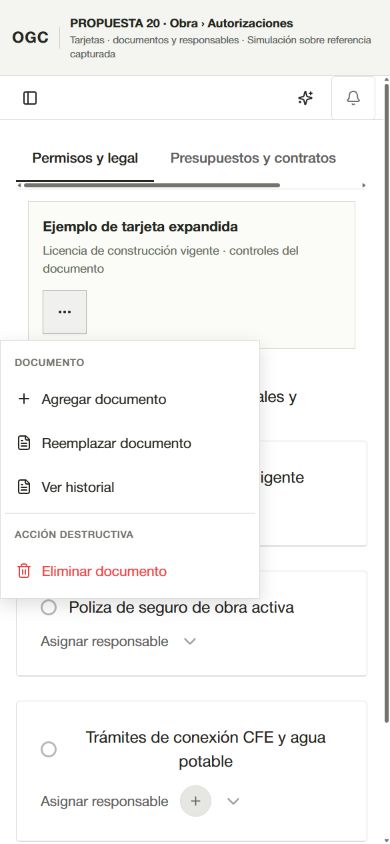 OGC
PROPUESTA 20 · Obra › Autorizaciones
Tarjetas · documentos y responsables · Simulación sobre referencia
capturada
Permisos y legal
Presupuestos y contratos
Ejemplo de tarjeta expandida
Licencia de construcción vigente · controles del
documento
DOCUMENTO
Agregar documento
ales y
Reemplazar documento
igente
Ver historial
ACCIÓN DESTRUCTIVA
Eliminar documento
Poliza de seguro de obra activa
Asignar responsable
Trámites de conexión CFE y agua
potable
Asignar responsable